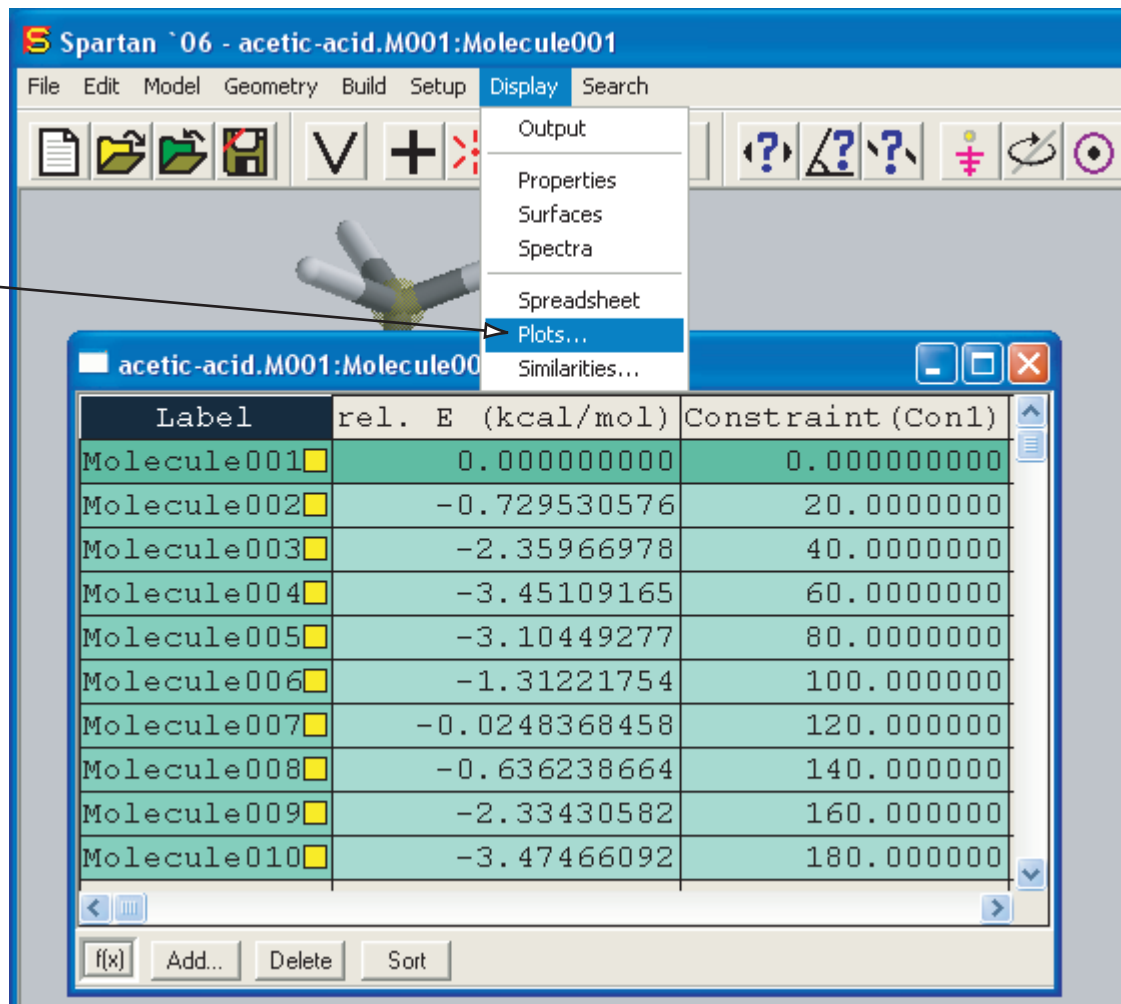 Spartan `06 - acetic-acid.M001:Molecule001
File Edit Model Geometry Build Setup Display Search
Output
Properties
Surfaces
Spectra
Spreadsheet
Plots...
Similarities...
acetic-acid.M001:Molecule00
Label rel. E (kcal/mol) Constraint(Con1)
Molecule001 0.000000000 0.000000000
Molecule002 -0.729530576 20.0000000
Molecule003 -2.35966978 40.0000000
Molecule004 -3.45109165 60.0000000
Molecule005 -3.10449277 80.0000000
Molecule006 -1.31221754 100.000000
Molecule007 -0.0248368458 120.000000
Molecule008 -0.636238664 140.000000
Molecule009 -2.33430582 160.000000
Molecule010 -3.47466092 180.000000
f(x) Add... Delete Sort